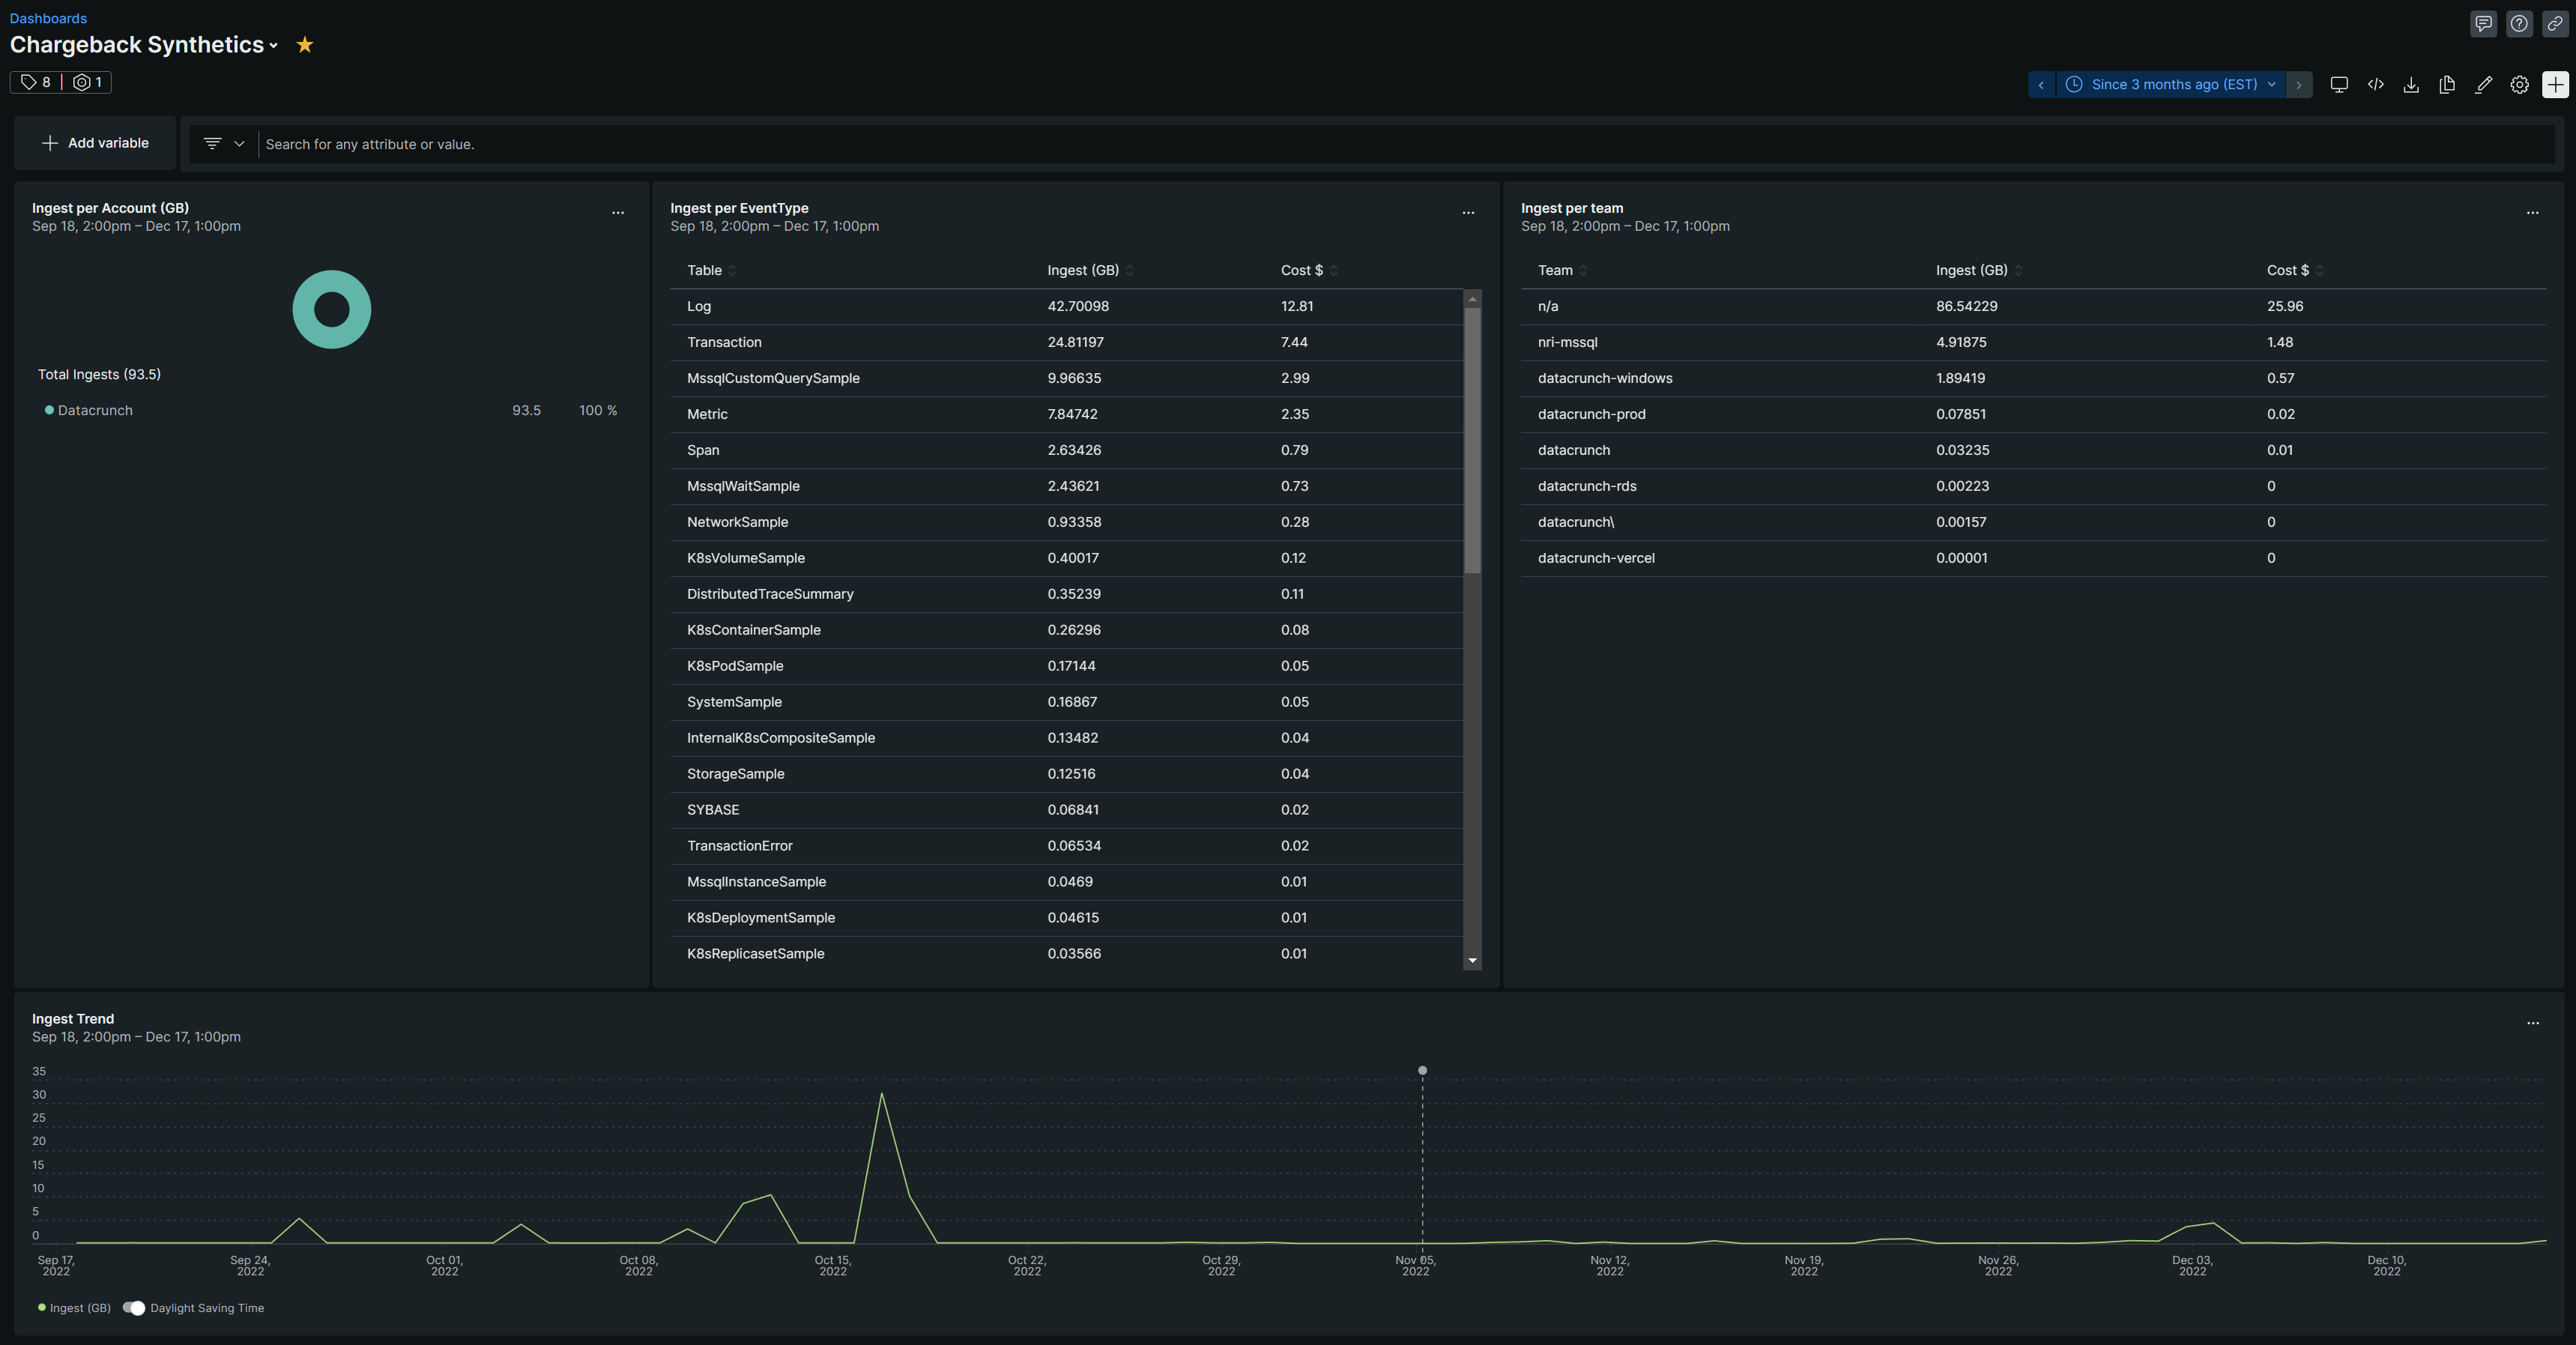 Dashboards
Chargeback Synthetics
8 1
Since 3 months ago (EST)
Add variable
Search for any attribute or value.
Ingest per Account (GB)
Sep 18, 2:00pm – Dec 17, 1:00pm
Total Ingests (93.5)
Datacrunch 93.5 100 %
Ingest per EventType
Sep 18, 2:00pm – Dec 17, 1:00pm
Table Ingest (GB) Cost $
Log 42.70098 12.81
Transaction 24.81197 7.44
MssqlCustomQuerySample 9.96635 2.99
Metric 7.84742 2.35
Span 2.63426 0.79
MssqlWaitSample 2.43621 0.73
NetworkSample 0.93358 0.28
K8sVolumeSample 0.40017 0.12
DistributedTraceSummary 0.35239 0.11
K8sContainerSample 0.26296 0.08
K8sPodSample 0.17144 0.05
SystemSample 0.16867 0.05
InternalK8sCompositeSample 0.13482 0.04
StorageSample 0.12516 0.04
SYBASE 0.06841 0.02
TransactionError 0.06534 0.02
MssqlInstanceSample 0.0469 0.01
K8sDeploymentSample 0.04615 0.01
K8sReplicasetSample 0.03566 0.01
Ingest per team
Sep 18, 2:00pm – Dec 17, 1:00pm
Team Ingest (GB) Cost $
n/a 86.54229 25.96
nri-mssql 4.91875 1.48
datacrunch-windows 1.89419 0.57
datacrunch-prod 0.07851 0.02
datacrunch 0.03235 0.01
datacrunch-rds 0.00223 0
datacrunch\ 0.00157 0
datacrunch-vercel 0.00001 0
Ingest Trend
Sep 18, 2:00pm – Dec 17, 1:00pm
35
30
25
20
15
10
5
0
Sep 17, Sep 24, Oct 01, Oct 08, Oct 15, Oct 22, Oct 29, Nov 05, Nov 12, Nov 19, Nov 26, Dec 03, Dec 10,
2022 2022 2022 2022 2022 2022 2022 2022 2022 2022 2022 2022 2022
Ingest (GB) Daylight Saving Time